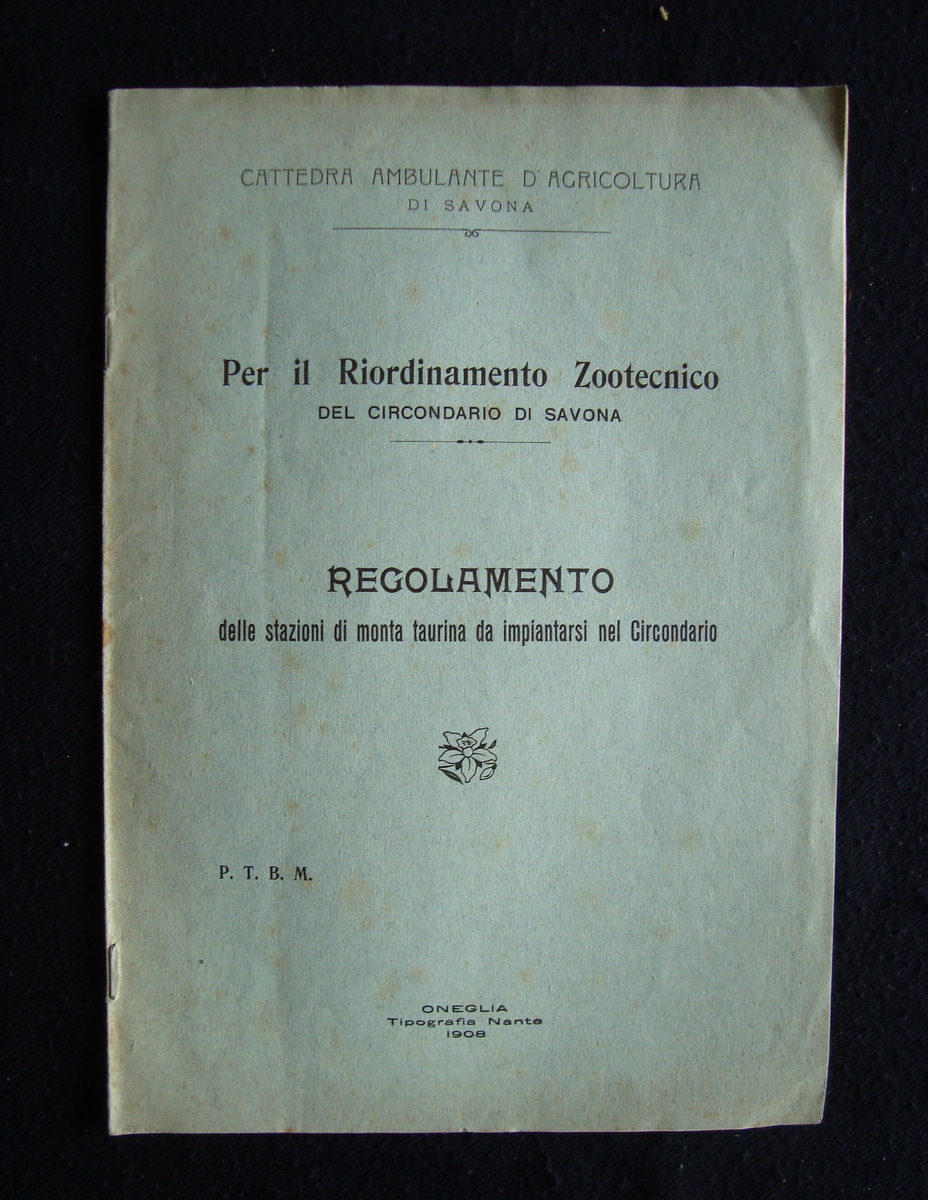 CATTEDRA AMBULANTE D'AGRICOLTURA
DI SAVONA
Per il Riordinamento Zootecnico
DEL CIRCONDARIO DI SAVONA
REGOLAMENTO
delle stazioni di monta taurina da impiantarsi nel Circondario
P. T. B. M.
ONEGLIA
Tipografia Nante
1908